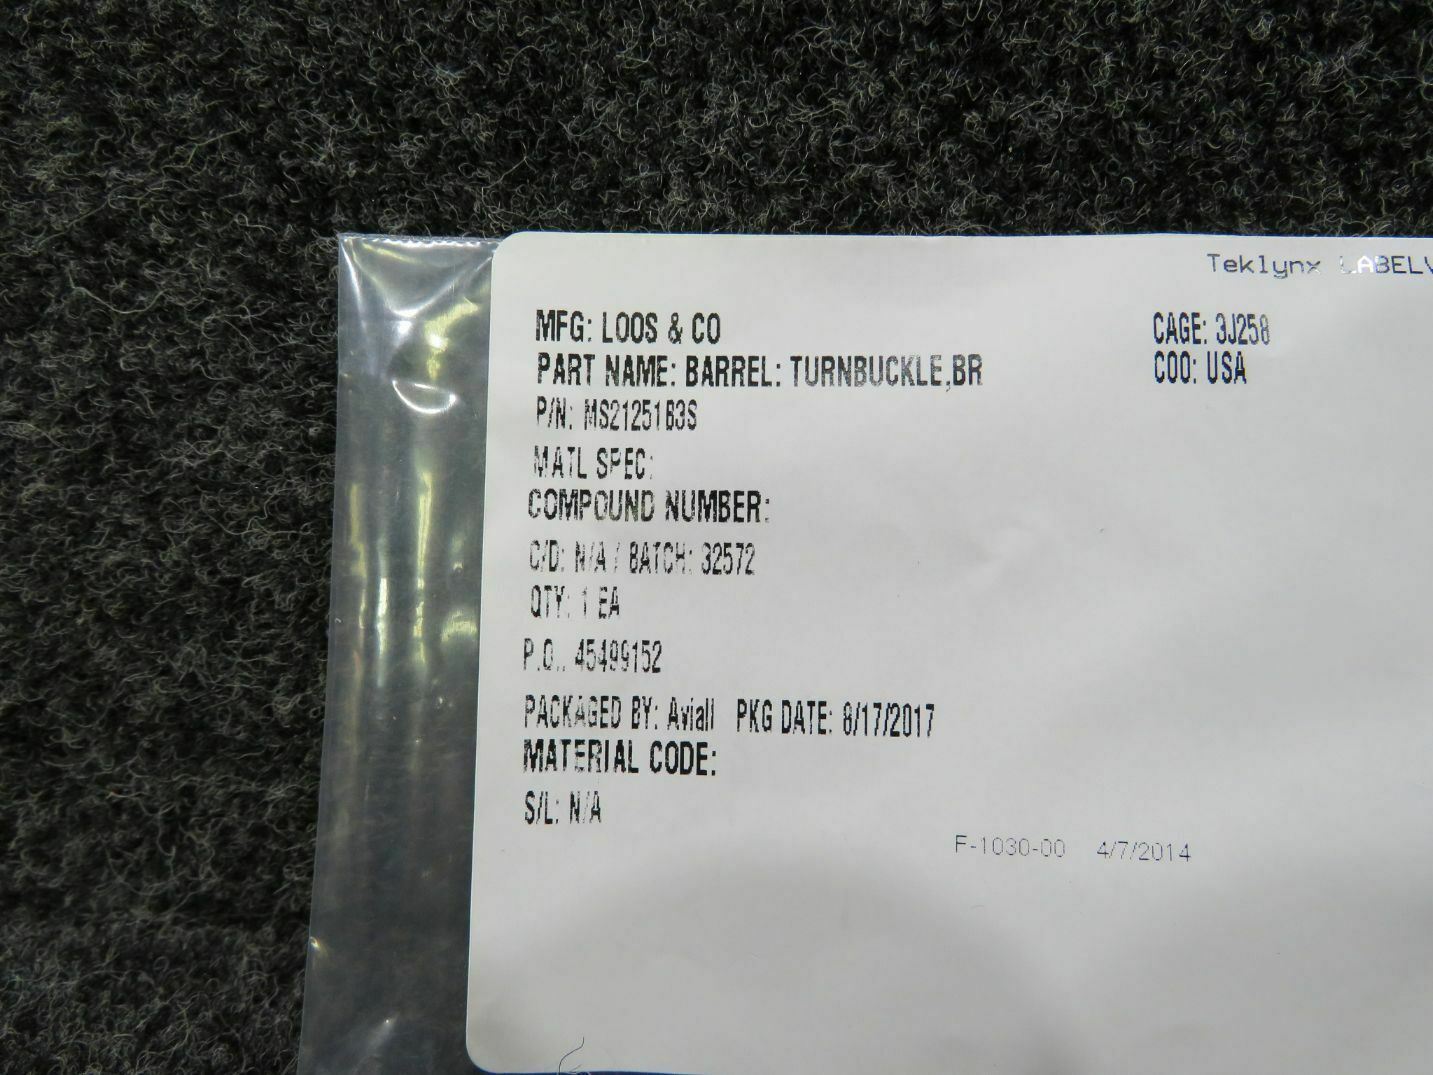 Teklynx LABELV
MFG: LOOS & CO CAGE: 3J258
PART NAME: BARREL: TURNBUCKLE,BR COO: USA
P/N: MS21251B3S
MATL SPEC:
COMPOUND NUMBER:
C/D: N/A / BATCH: 32572
QTY: 1 EA
P.O.. 45499152
PACKAGED BY: Aviall PKG DATE: 8/17/2017
MATERIAL CODE:
S/L: N/A
F-1030-00 4/7/2014